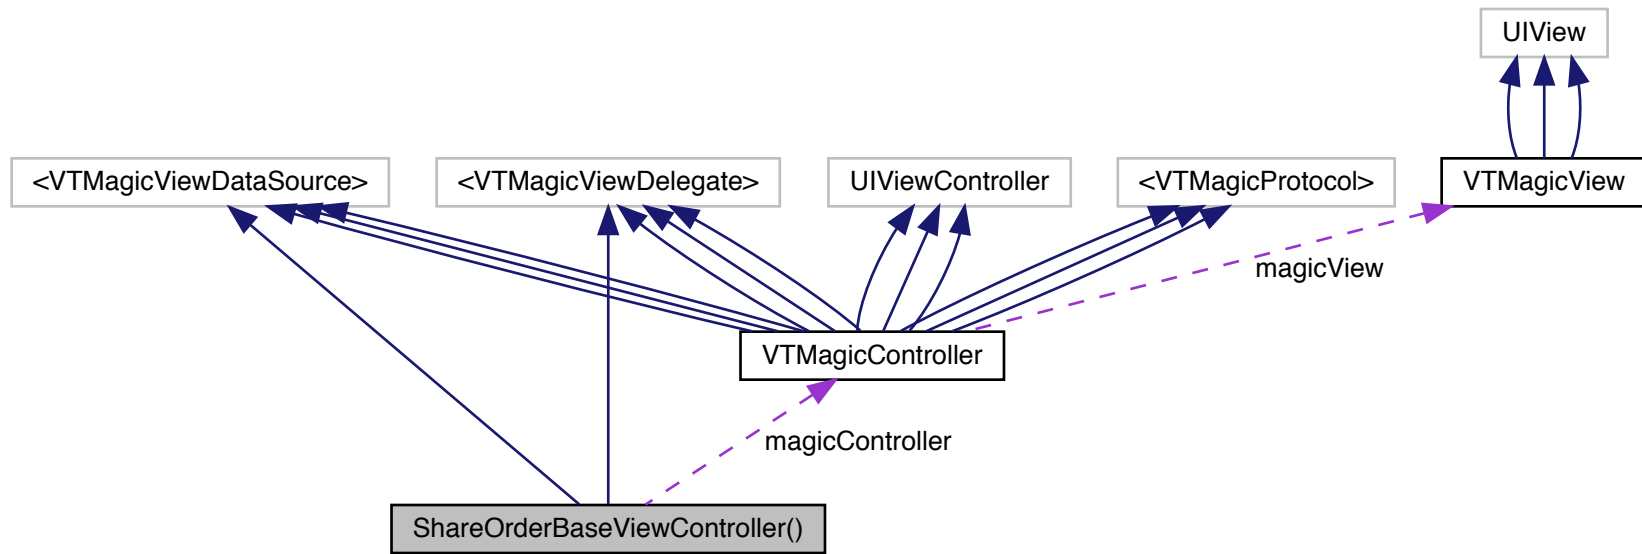 UIView
<VTMagicViewDataSource>
<VTMagicViewDelegate>
UIViewController
<VTMagicProtocol>
VTMagicView
magicView
VTMagicController
magicController
ShareOrderBaseViewController()